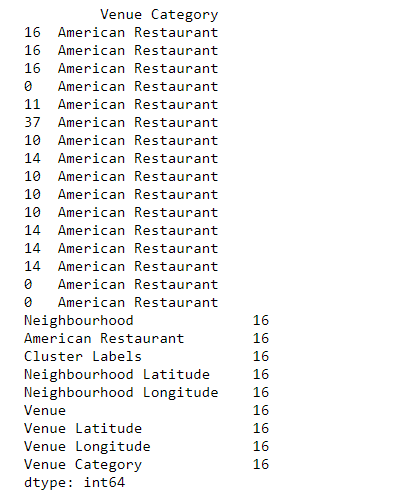 Venue Category
16 American Restaurant
16 American Restaurant
16 American Restaurant
0 American Restaurant
11 American Restaurant
37 American Restaurant
10 American Restaurant
14 American Restaurant
10 American Restaurant
10 American Restaurant
10 American Restaurant
14 American Restaurant
14 American Restaurant
14 American Restaurant
0 American Restaurant
0 American Restaurant
Neighbourhood 16
American Restaurant 16
Cluster Labels 16
Neighbourhood Latitude 16
Neighbourhood Longitude 16
Venue 16
Venue Latitude 16
Venue Longitude 16
Venue Category 16
dtype: int64